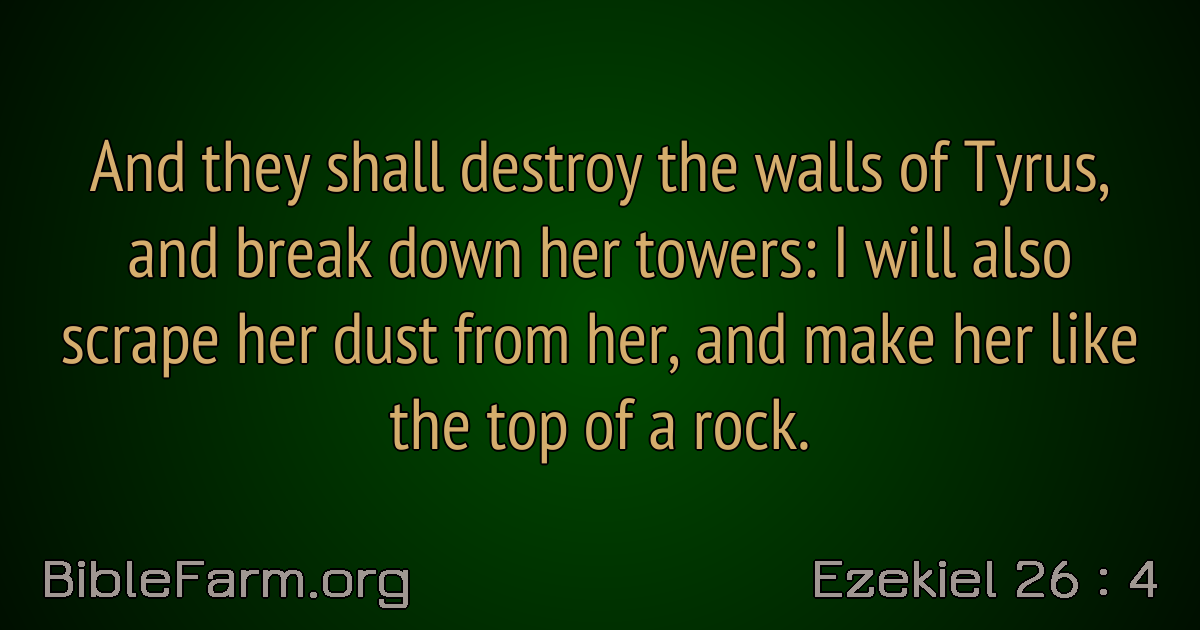 And they shall destroy the walls of Tyrus,
and break down her towers: I will also
scrape her dust from her, and make her like
the top of a rock.
BibleFarm.org
Ezekiel 26 : 4